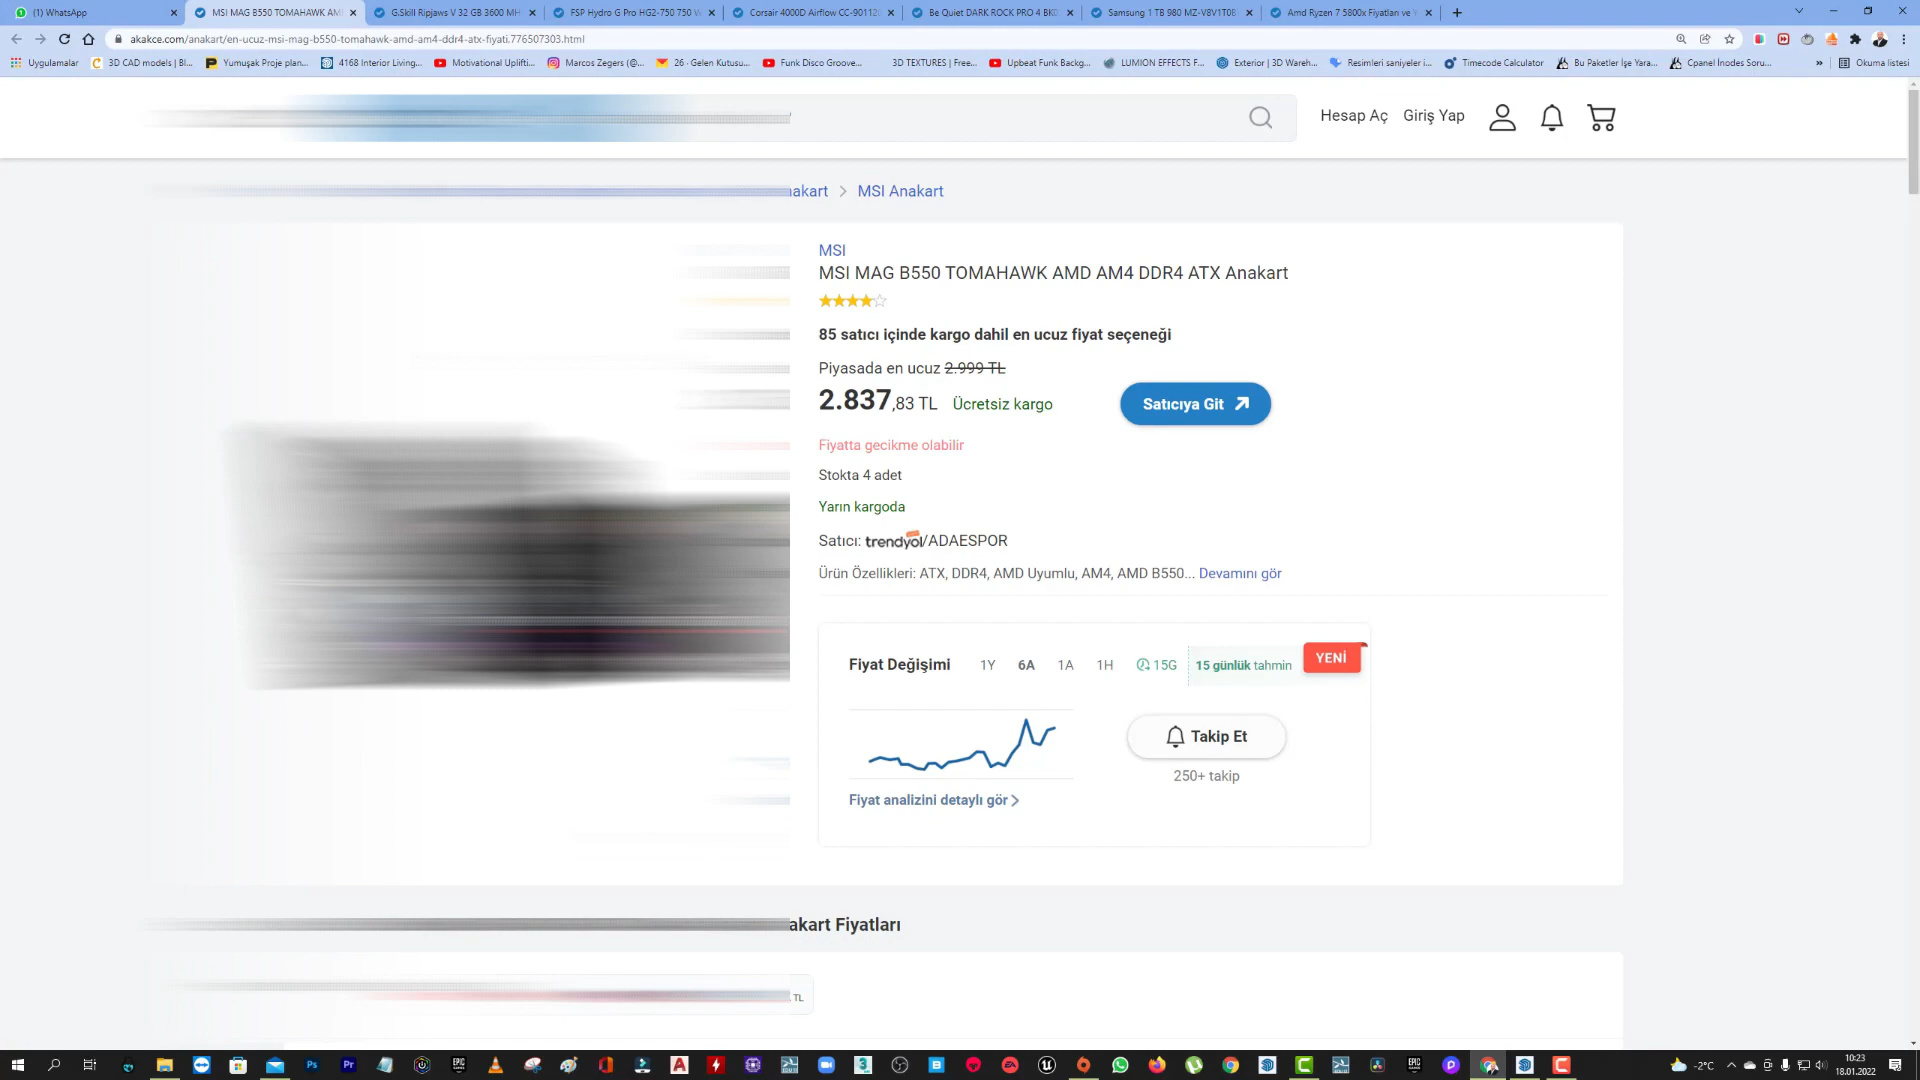 (1) WhatsApp
MSI MAG B550 TOMAHAWK AM
G.Skill Ripjaws V 32 GB 3600 MH
FSP Hydro G Pro HG2-750 750 V
Corsair 4000D Airflow CC-90112
Be Quiet DARK ROCK PRO 4 BK0
Samsung 1 TB 980 MZ-V8V1T0B
Amd Ryzen 7 5800x Fiyatları ve Y
akakce.com/anakart/en-ucuz-msi-mag-b550-tomahawk-amd-am4-ddr4-atx-fiyati,776507303.html
Uygulamalar
3D CAD models | Bl...
Yumuşak Proje plan...
4168 Interior Living...
Motivational Uplifti...
Marcos Zegers (@...
26 - Gelen Kutusu...
Funk Disco Groove...
3D TEXTURES | Free...
Upbeat Funk Backg...
LUMION EFFECTS F...
Exterior | 3D Wareh...
Resimleri saniyeler i...
Timecode Calculator
Bu Paketler İşe Yara...
Cpanel İnodes Soru...
» Okuma listesi
Hesap Aç Giriş Yap
akart > MSI Anakart
MSI
MSI MAG B550 TOMAHAWK AMD AM4 DDR4 ATX Anakart
85 satıcı içinde kargo dahil en ucuz fiyat seçeneği
Piyasada en ucuz 2.999 TL
2.837,83 TL Ücretsiz kargo
Satıcıya Git
Fiyatta gecikme olabilir
Stokta 4 adet
Yarın kargoda
Satıcı: trendyol/ADAESPOR
Ürün Özellikleri: ATX, DDR4, AMD Uyumlu, AM4, AMD B550... Devamını gör
Fiyat Değişimi 1Y 6A 1A 1H 15G 15 günlük tahmin YENİ
Takip Et
250+ takip
Fiyat analizini detaylı gör >
akart Fiyatları
TL
-2°C
10:23
18.01.2022